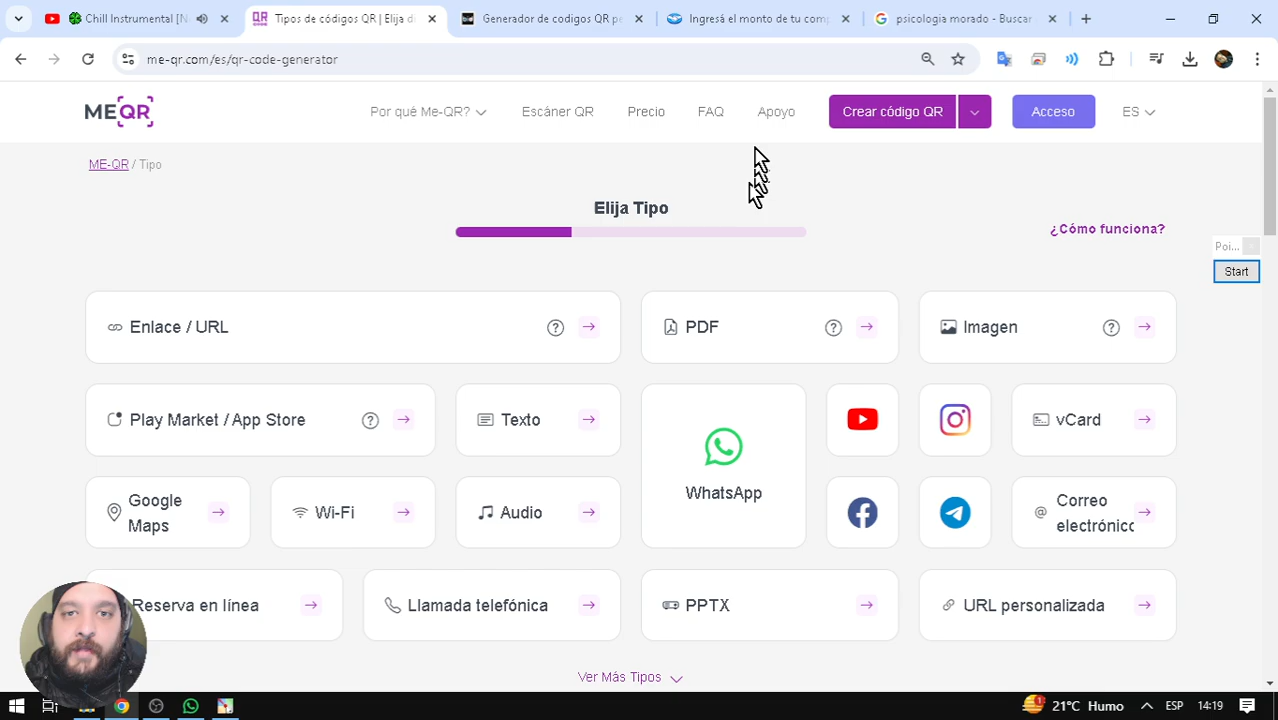 Chill Instrumental [N
Tipos de códigos QR | Elija d
Generador de codigos QR pe
Ingresá el monto de tu comp
psicologia morado - Buscar
me-qr.com/es/qr-code-generator
MEQR
Por qué Me-QR?
Escáner QR
Precio
FAQ
Apoyo
Crear código QR
Acceso
ES
ME-QR / Tipo
Elija Tipo
¿Cómo funciona?
Poi...
Start
Enlace / URL
PDF
Imagen
Play Market / App Store
Texto
WhatsApp
vCard
Google
Maps
Wi-Fi
Audio
Correo
electrónico
Reserva en línea
Llamada telefónica
PPTX
URL personalizada
Ver Más Tipos
21°C Humo
ESP
14:19